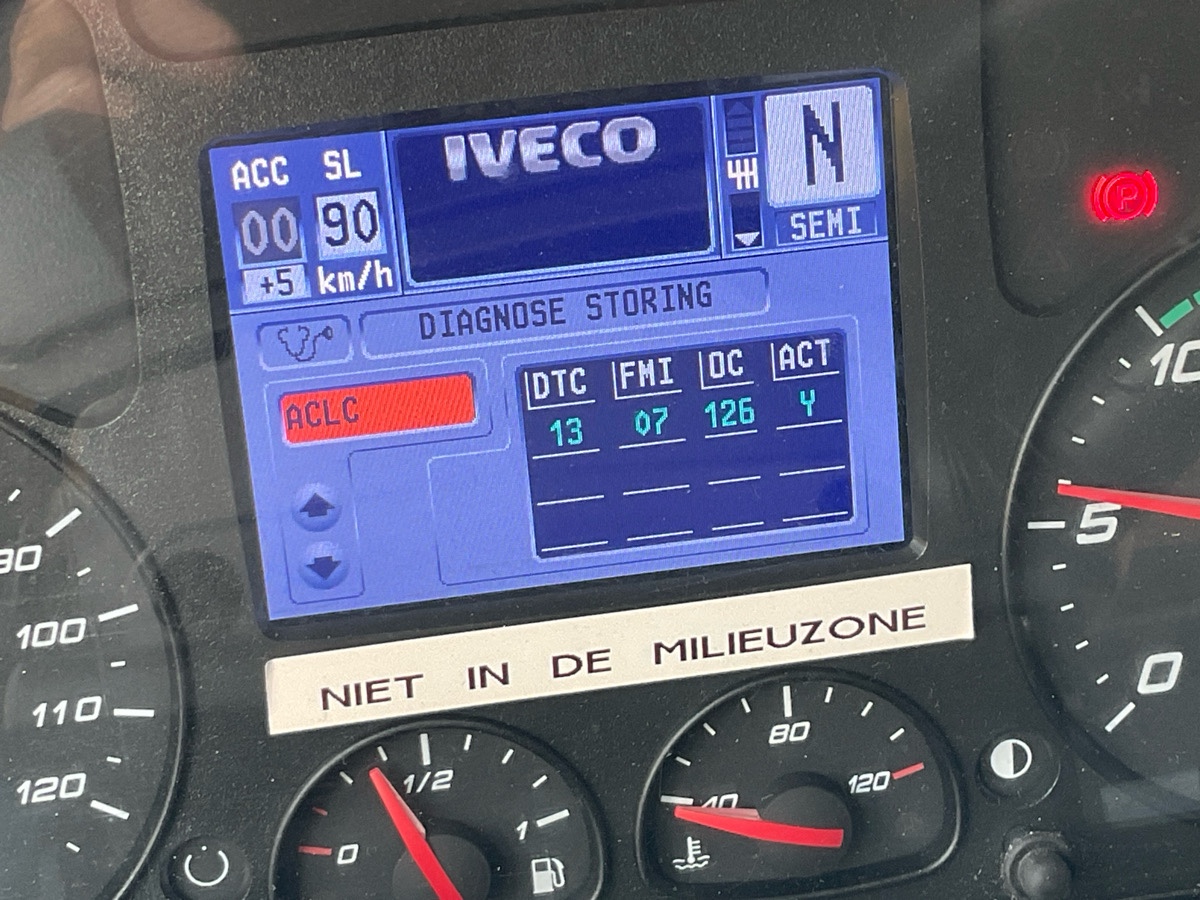 IVECO
ACC SL
00 90
+5 km/h
N
SEMI
DIAGNOSE STORING
ACLC
DTC FMI OC ACT
13 07 126 Y
P
10
5
0
100
110
120
NIET IN DE MILIEUZONE
0 1/2 1
40 80 120